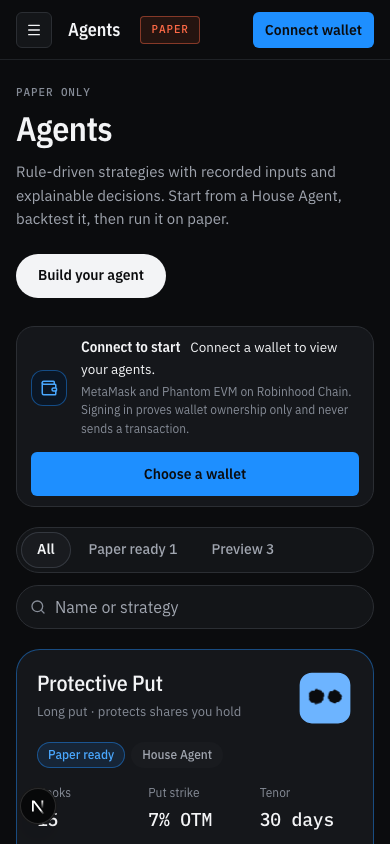 Agents
PAPER
Connect wallet
PAPER ONLY
Agents
Rule-driven strategies with recorded inputs and
explainable decisions. Start from a House Agent,
backtest it, then run it on paper.
Build your agent
Connect to start Connect a wallet to view
your agents.
MetaMask and Phantom EVM on Robinhood Chain.
Signing in proves wallet ownership only and never
sends a transaction.
Choose a wallet
All
Paper ready 1
Preview 3
Name or strategy
Protective Put
Long put · protects shares you hold
Paper ready
House Agent
Put strike
Tenor
N
7% OTM
30 days